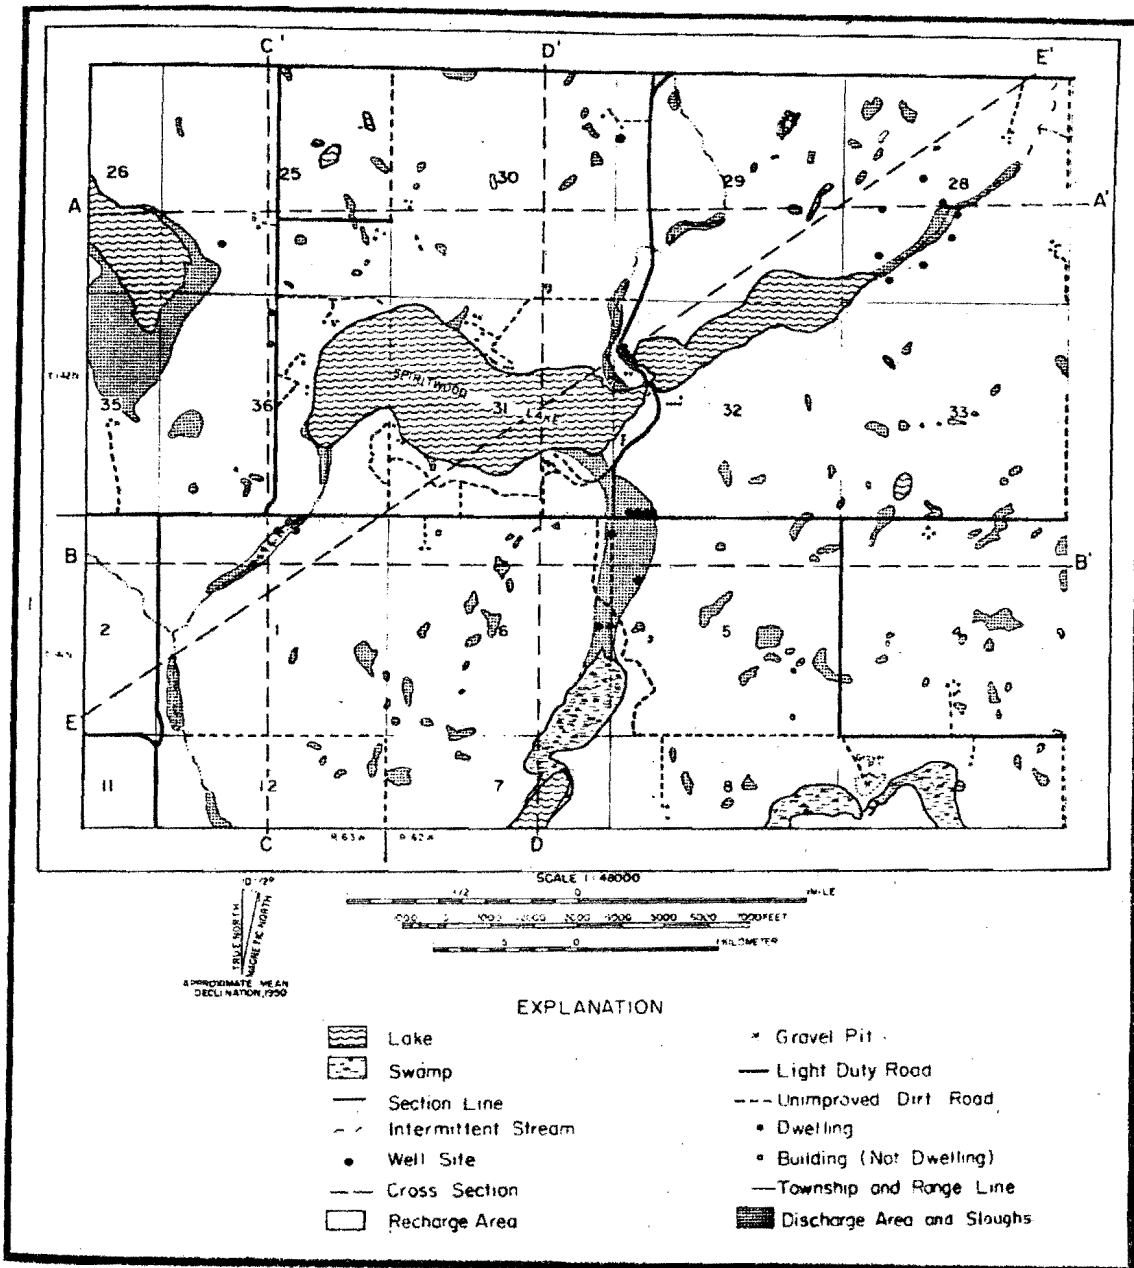 C' D' E'
26 25 30 29 28
A A'
SPIRITWOOD
LAKE
35 36 31 32 33
B B'
2 1 6 5 4
E
11 12 7 8
C R.63W R.62W D
SCALE 1:48000
1/2 0 1 MILE
1000 0 1000 2000 3000 4000 5000 7000 FEET
.5 0 1 KILOMETER
TRUE NORTH
MAGNETIC NORTH
APPROXIMATE MEAN
DECLINATION, 1950
EXPLANATION
Lake
Swamp
Section Line
Intermittent Stream
Well Site
Cross Section
Recharge Area
Gravel Pit
Light Duty Road
Unimproved Dirt Road
Dwelling
Building (Not Dwelling)
Township and Range Line
Discharge Area and Sloughs